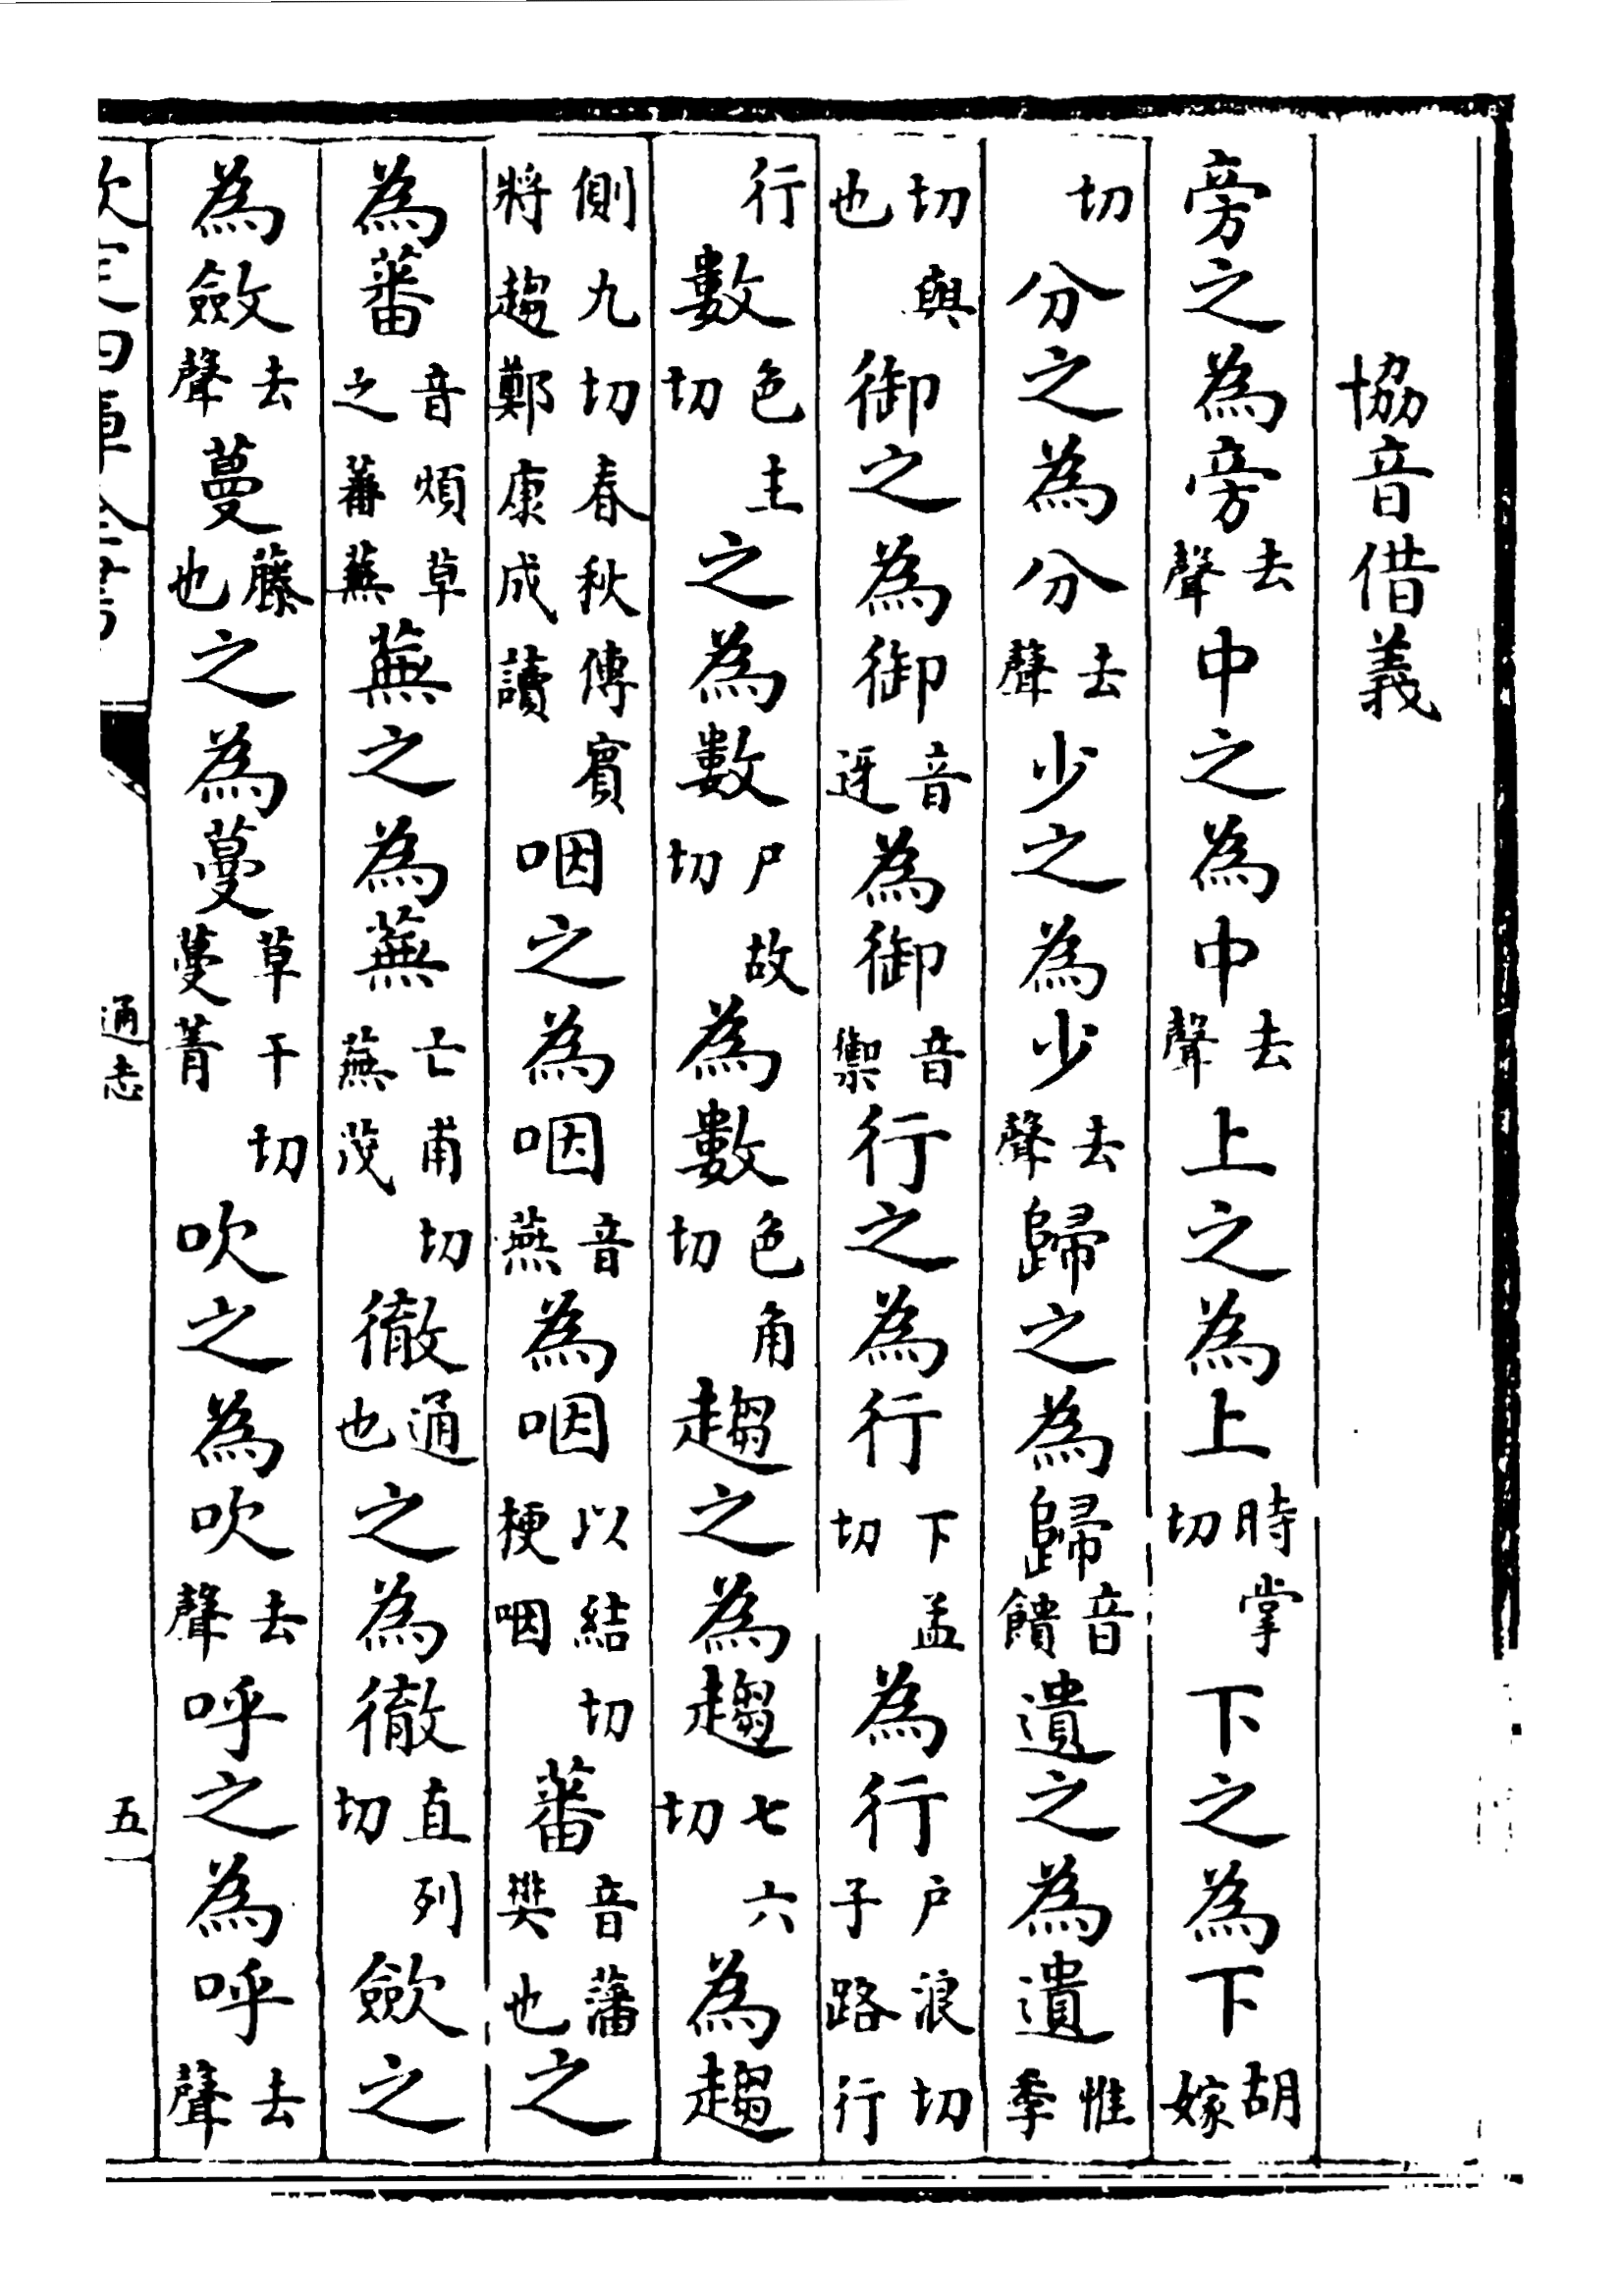 協音借義
旁之為旁去聲中之為中去聲上之為上時掌切下之為下胡嫁
切分之為分去聲少之為少去聲歸之為歸音饋遺之為遺惟季
切與也御之為御音迓為御音禦行之為行下孟切為行户浪切子路行
行數色主切之為數尸故切為數色角切趨之為趨七六切為趨
側九切春秋傳賓將趨鄭康成讀咽之為咽音燕為咽以結切梗咽蕃音藩樊也之
為蕃音煩草之蕃蕪蕪之為蕪亡甫切蕪没徹通也之為徹直列切歛之
為斂去聲蔓藤也之為蔓草干切蔓菁吹之為吹去聲呼之為呼去聲
欽定四庫全書
通志
五